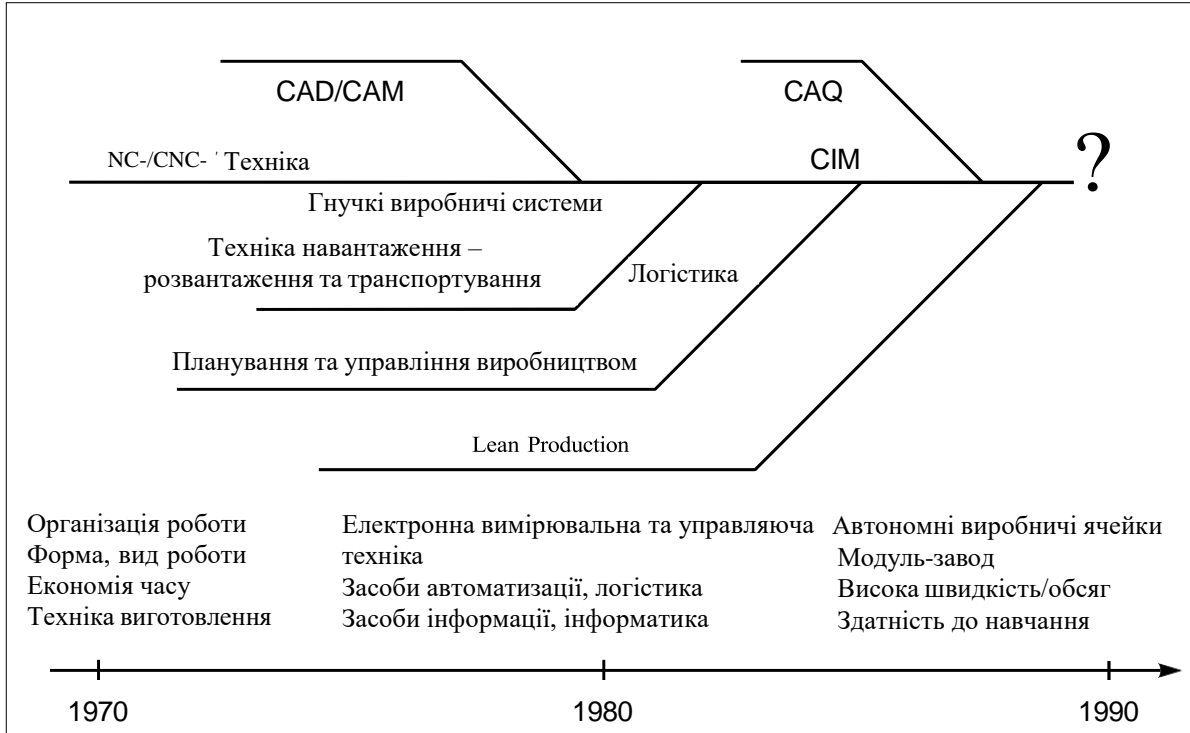 CAD/CAM
CAQ
NC-/CNC- ' Техніка
CIM
?
Гнучкі виробничі системи
Техніка навантаження –
розвантаження та транспортування
Логістика
Планування та управління виробництвом
Lean Production
Організація роботи
Форма, вид роботи
Економія часу
Техніка виготовлення
Електронна вимірювальна та управляюча
техніка
Засоби автоматизації, логістика
Засоби інформації, інформатика
Автономні виробничі ячейки
Модуль-завод
Висока швидкість/обсяг
Здатність до навчання
1970
1980
1990